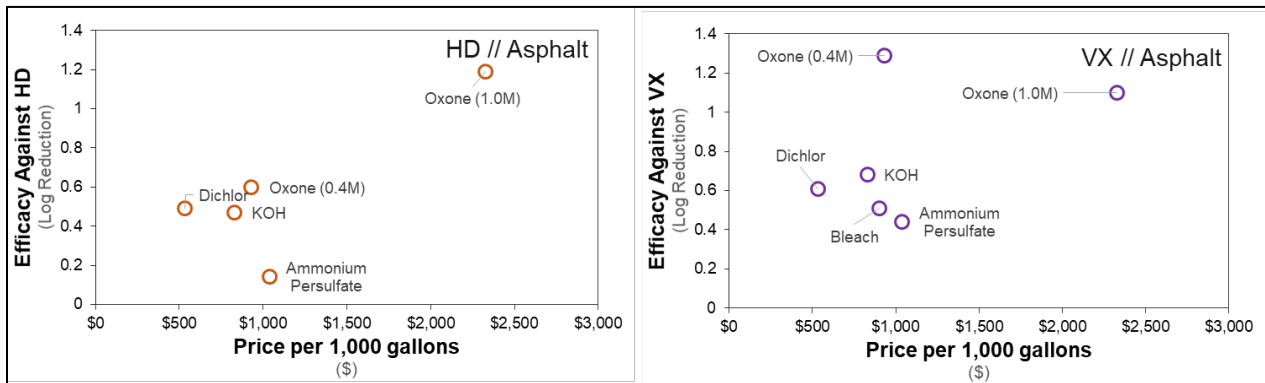 HD // Asphalt
Efficacy Against HD
(Log Reduction)
1.4
1.2
1
0.8
0.6
0.4
0.2
0
Oxone (1.0M)
Dichlor
Oxone (0.4M)
KOH
Ammonium
Persulfate
$0
$500
$1,000
$1,500
$2,000
$2,500
$3,000
Price per 1,000 gallons
($)
VX // Asphalt
Efficacy Against VX
(Log Reduction)
1.4
1.2
1
0.8
0.6
0.4
0.2
0
Oxone (0.4M)
Oxone (1.0M)
Dichlor
KOH
Bleach
Ammonium
Persulfate
$0
$500
$1,000
$1,500
$2,000
$2,500
$3,000
Price per 1,000 gallons
($)